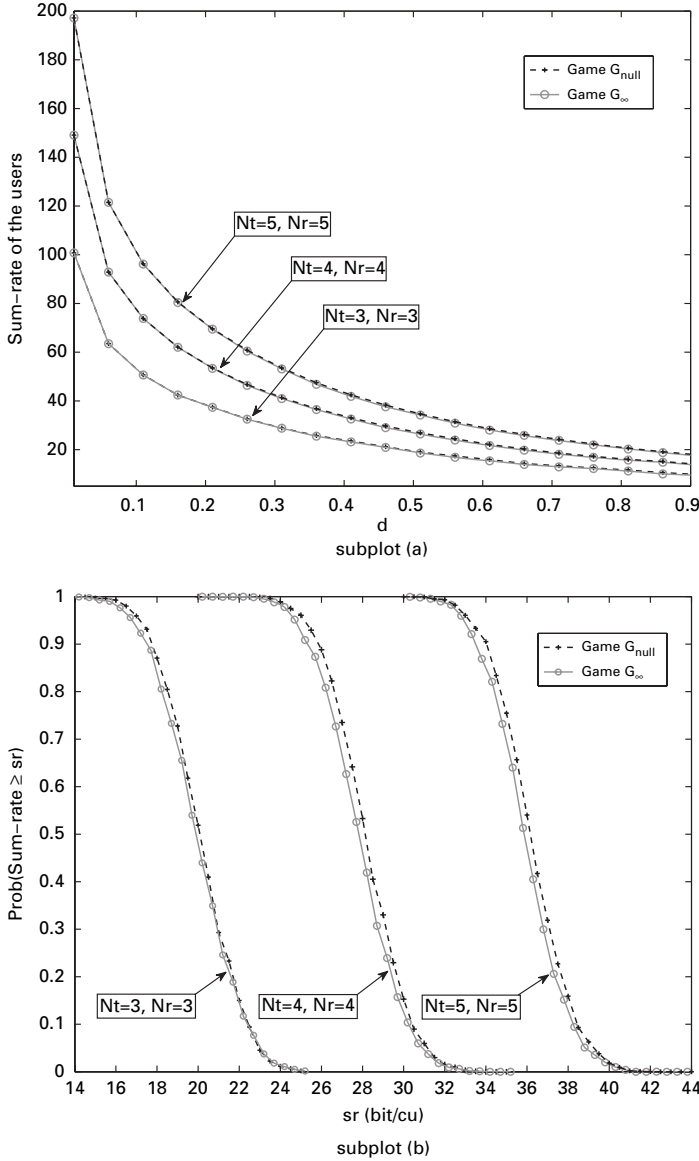 200
180
160
140
120
100
80
60
40
20
Sum−rate of the users
Game G_null
Game G_∞
Nt=5, Nr=5
Nt=4, Nr=4
Nt=3, Nr=3
0.1 0.2 0.3 0.4 0.5 0.6 0.7 0.8 0.9
d
subplot (a)
1
0.9
0.8
0.7
0.6
0.5
0.4
0.3
0.2
0.1
0
Prob(Sum−rate ≥ sr)
Game G_null
Game G_∞
Nt=3, Nr=3
Nt=4, Nr=4
Nt=5, Nr=5
14 16 18 20 22 24 26 28 30 32 34 36 38 40 42 44
sr (bit/cu)
subplot (b)